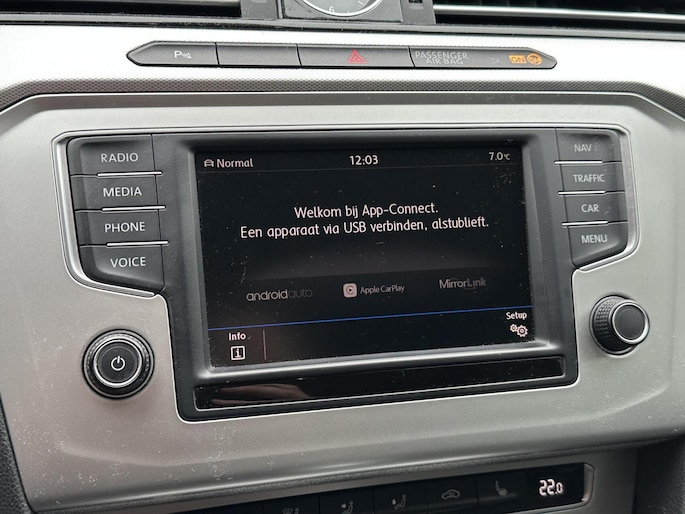 PASSENGER
AIR BAG
ON
RADIO
MEDIA
PHONE
VOICE
Normal 12:03 7.0°C
Welkom bij App-Connect.
Een apparaat via USB verbinden, alstublieft.
androidauto Apple CarPlay MirrorLink
Info Setup
NAV
TRAFFIC
CAR
MENU
22.0